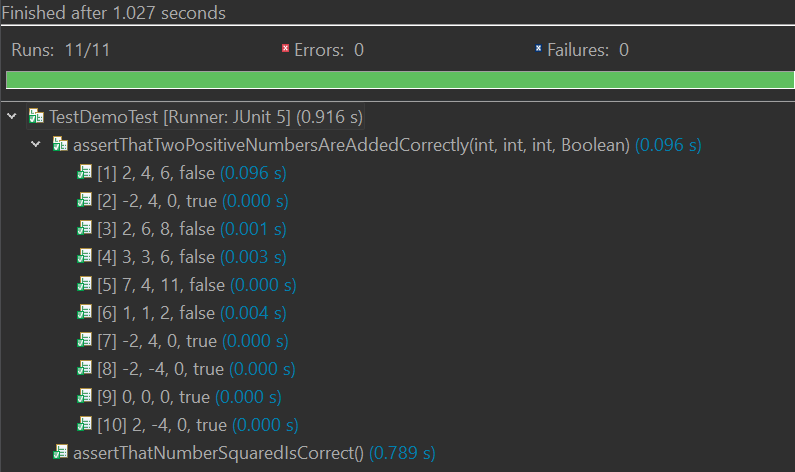 Finished after 1.027 seconds
Runs: 11/11 Errors: 0 Failures: 0
TestDemoTest [Runner: JUnit 5] (0.916 s)
assertThatTwoPositiveNumbersAreAddedCorrectly(int, int, int, Boolean) (0.096 s)
[1] 2, 4, 6, false (0.096 s)
[2] -2, 4, 0, true (0.000 s)
[3] 2, 6, 8, false (0.001 s)
[4] 3, 3, 6, false (0.003 s)
[5] 7, 4, 11, false (0.000 s)
[6] 1, 1, 2, false (0.004 s)
[7] -2, 4, 0, true (0.000 s)
[8] -2, -4, 0, true (0.000 s)
[9] 0, 0, 0, true (0.000 s)
[10] 2, -4, 0, true (0.000 s)
assertThatNumberSquaredIsCorrect() (0.789 s)